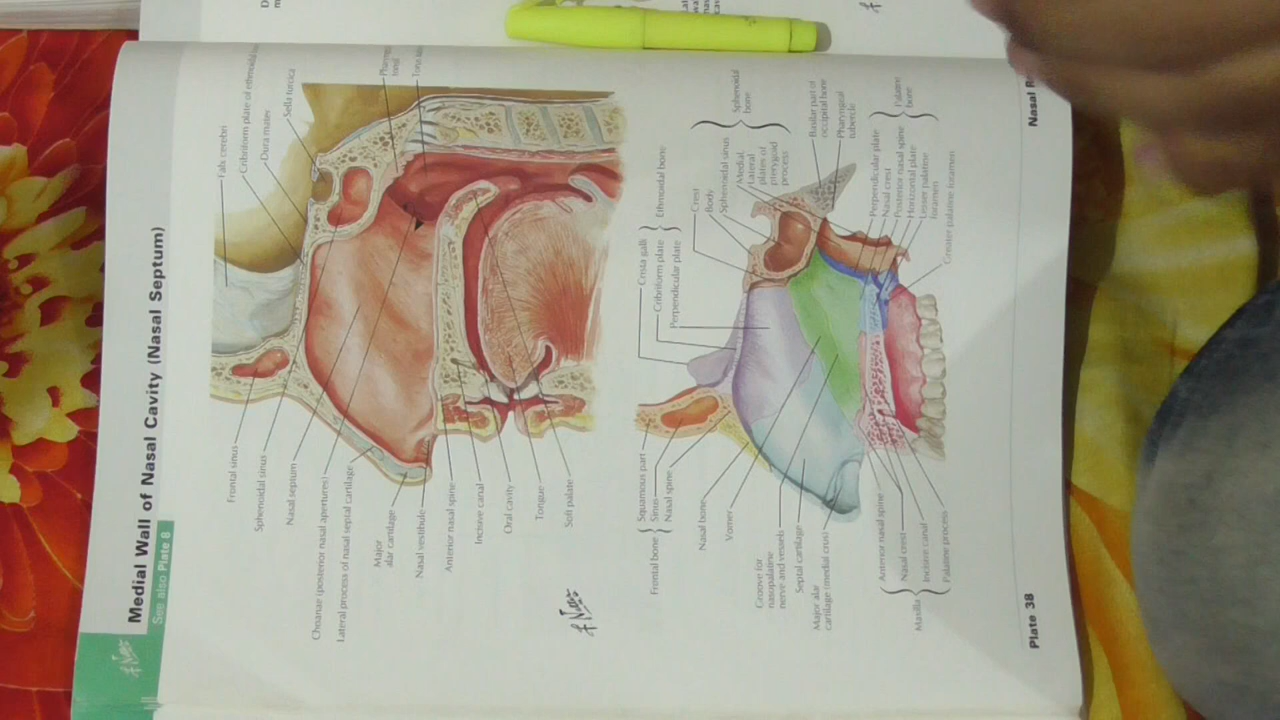 Medial Wall of Nasal Cavity (Nasal Septum)
See also Plate 8
Falx cerebri
Cribriform plate of ethmoidal
Dura mater
Sella turcica
Frontal sinus
Sphenoidal sinus
Nasal septum
Choanae (posterior nasal apertures)
Lateral process of nasal septal cartilage
Major
alar cartilage
Nasal vestibule
Anterior nasal spine
Incisive canal
Oral cavity
Tongue
Soft palate
Crista galli
Cribriform plate
Perpendicular plate
Ethmoidal bone
Crest
Body
Sphenoidal sinus
Medial,
Lateral
plates of
pterygoid
process
Sphenoidal
bone
Basilar part of
occipital bone
Pharyngeal
tubercle
Perpendicular plate
Nasal crest
Posterior nasal spine
Horizontal plate
Lesser palatine
foramen
Palatine
bone
Greater palatine foramen
Frontal bone
Squamous part
Sinus
Nasal spine
Nasal bone
Vomer
Groove for
nasopalatine
nerve and vessels
Septal cartilage
Major alar
cartilage (medial crus)
Maxilla
Anterior nasal spine
Nasal crest
Incisive canal
Palatine process
Plate 38